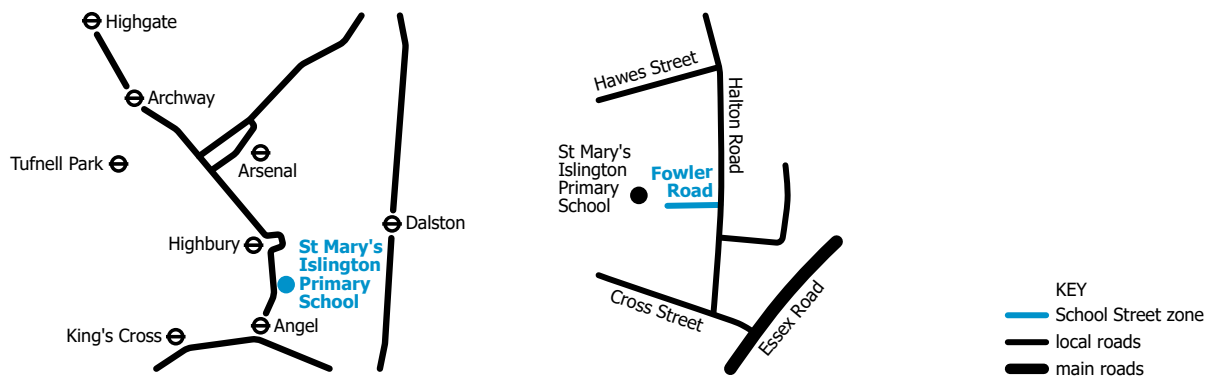 Highgate
Archway
Tufnell Park
Arsenal
Highbury
Dalston
St Mary's
Islington
Primary
School
King's Cross
Angel
Hawes Street
Halton Road
St Mary's
Islington
Primary
School
Fowler
Road
Cross Street
Essex Road
KEY
School Street zone
local roads
main roads